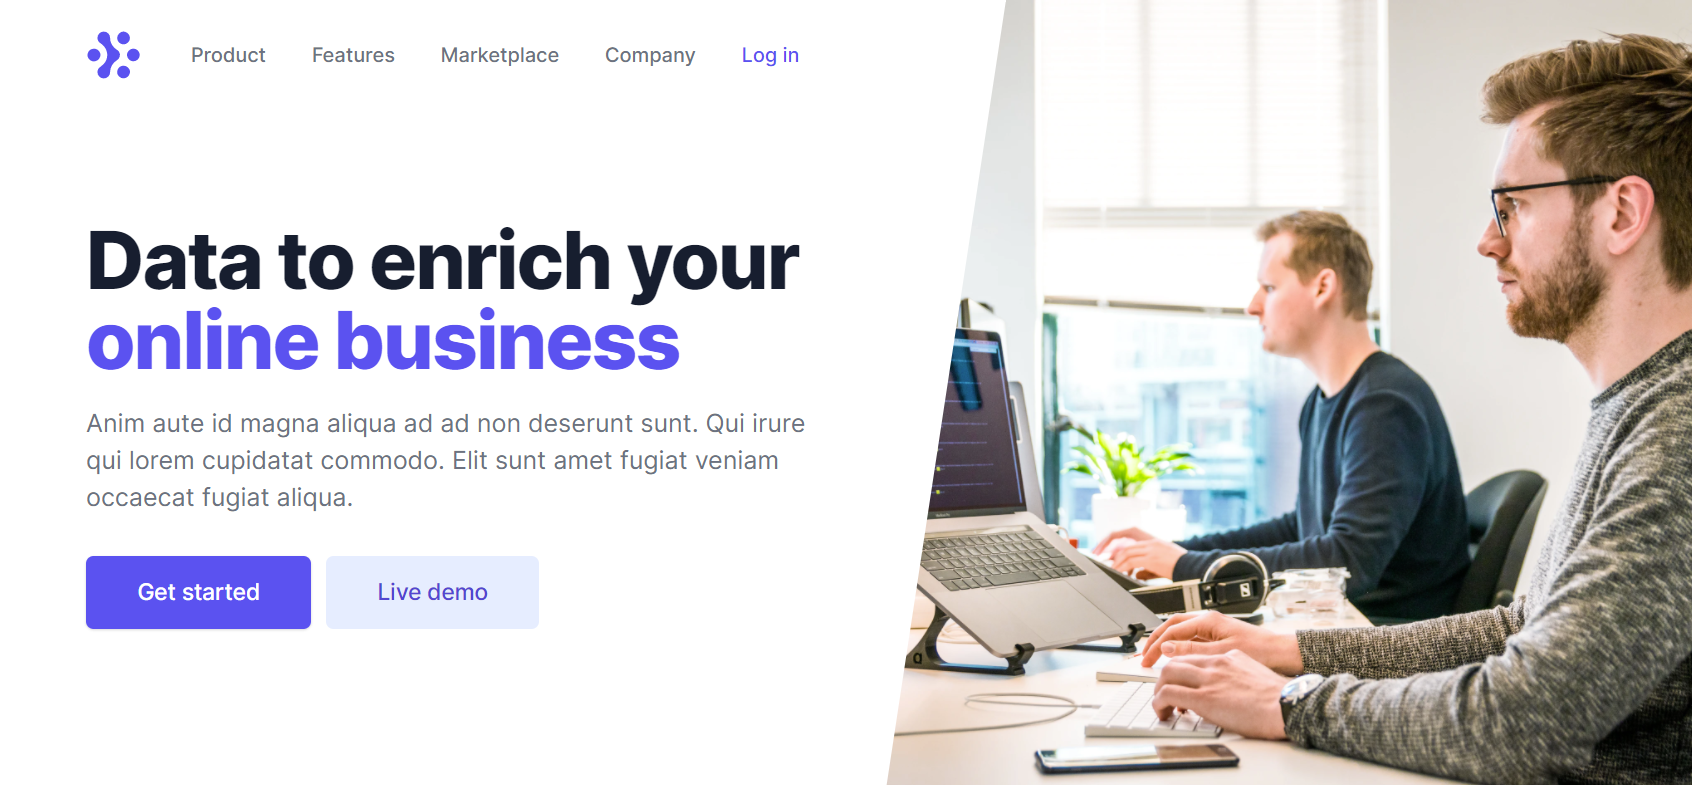 Product Features Marketplace Company Log in
Data to enrich your
online business
Anim aute id magna aliqua ad ad non deserunt sunt. Qui irure
qui lorem cupidatat commodo. Elit sunt amet fugiat veniam
occaecat fugiat aliqua.
Get started Live demo